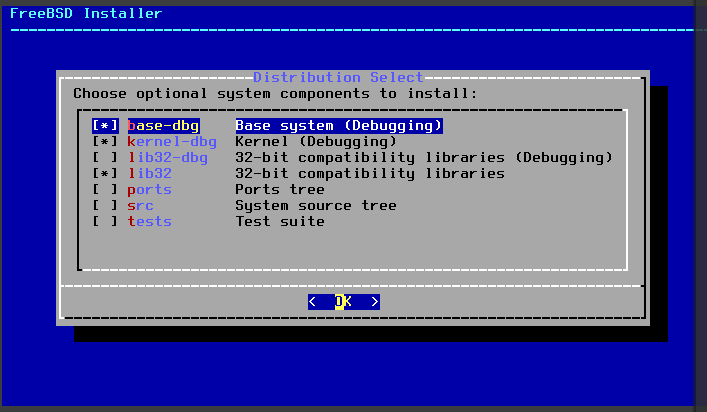 FreeBSD Installer
Distribution Select
Choose optional system components to install:
[*] base-dbg Base system (Debugging)
[*] kernel-dbg Kernel (Debugging)
[ ] lib32-dbg 32-bit compatibility libraries (Debugging)
[*] lib32 32-bit compatibility libraries
[ ] ports Ports tree
[ ] src System source tree
[ ] tests Test suite
< OK >